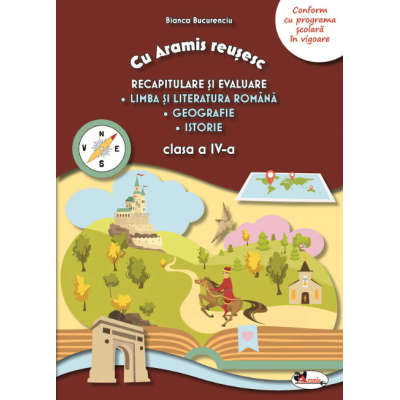 Bianca Bucurenciu
Conform
cu programa
școlară
în vigoare
Cu Aramis reușesc
RECAPITULARE ȘI EVALUARE
• LIMBA ȘI LITERATURA ROMÂNĂ
• GEOGRAFIE
• ISTORIE
clasa a IV-a
N
V E
S
Aramis